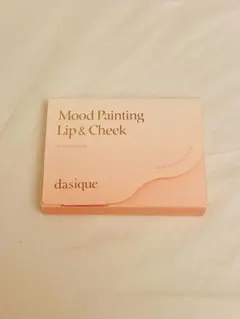 Mood Painting
Lip & Cheek
dasique